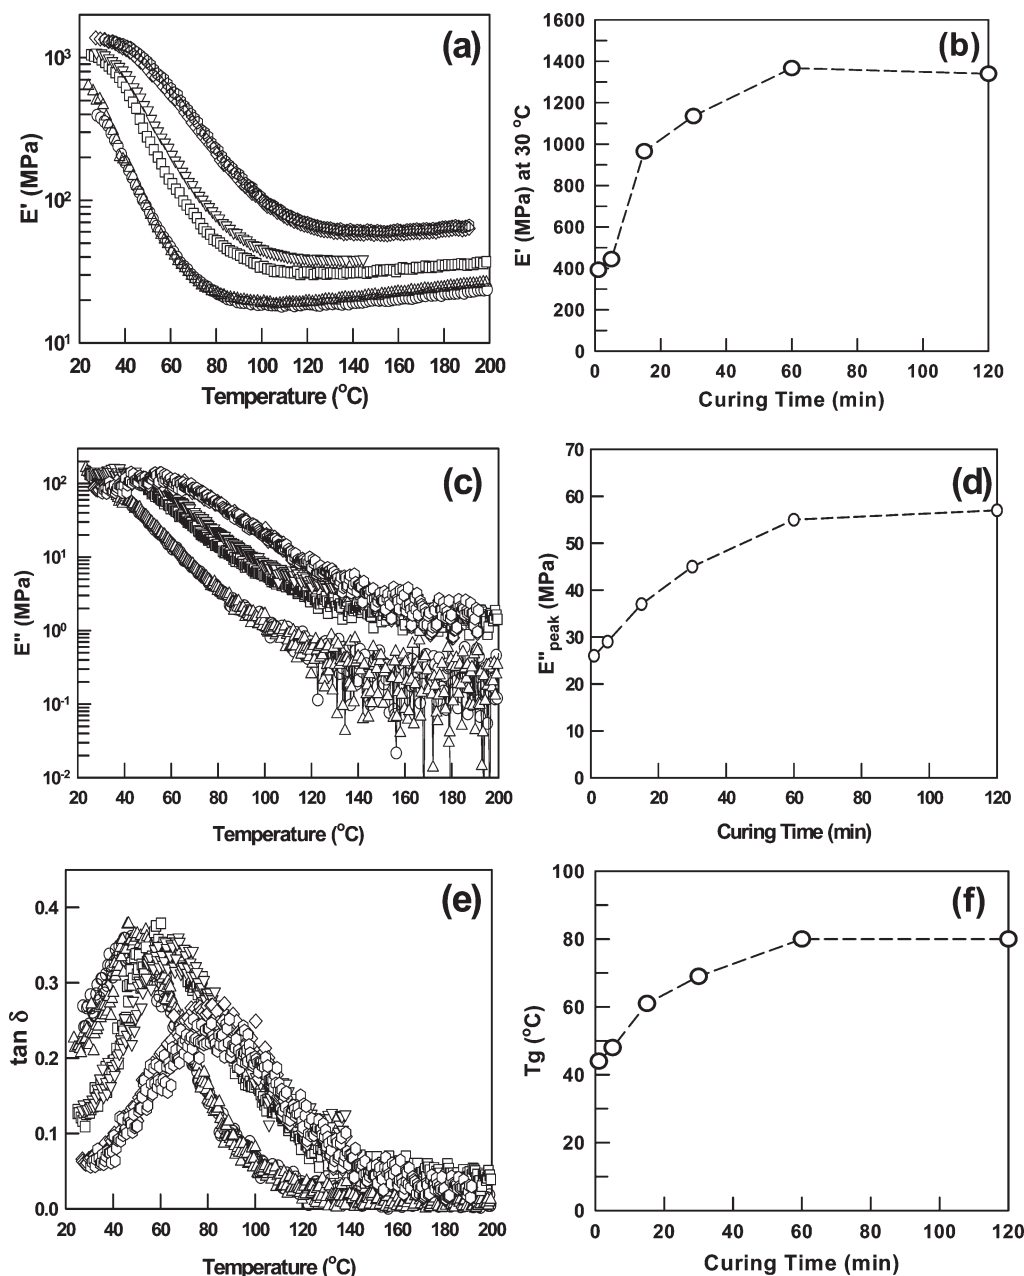 (a)
10³
10²
10¹
E' (MPa)
20 40 60 80 100 120 140 160 180 200
Temperature (°C)
(b)
1600
1400
1200
1000
800
600
400
200
0
E' (MPa) at 30 °C
0 20 40 60 80 100 120
Curing Time (min)
(c)
10²
10¹
10⁰
10⁻¹
10⁻²
E" (MPa)
20 40 60 80 100 120 140 160 180 200
Temperature (°C)
(d)
70
60
50
40
30
20
10
0
E"peak (MPa)
0 20 40 60 80 100 120
Curing Time (min)
(e)
0.4
0.3
0.2
0.1
0.0
tan δ
20 40 60 80 100 120 140 160 180 200
Temperature (°C)
(f)
100
80
60
40
20
0
Tg (°C)
0 20 40 60 80 100 120
Curing Time (min)